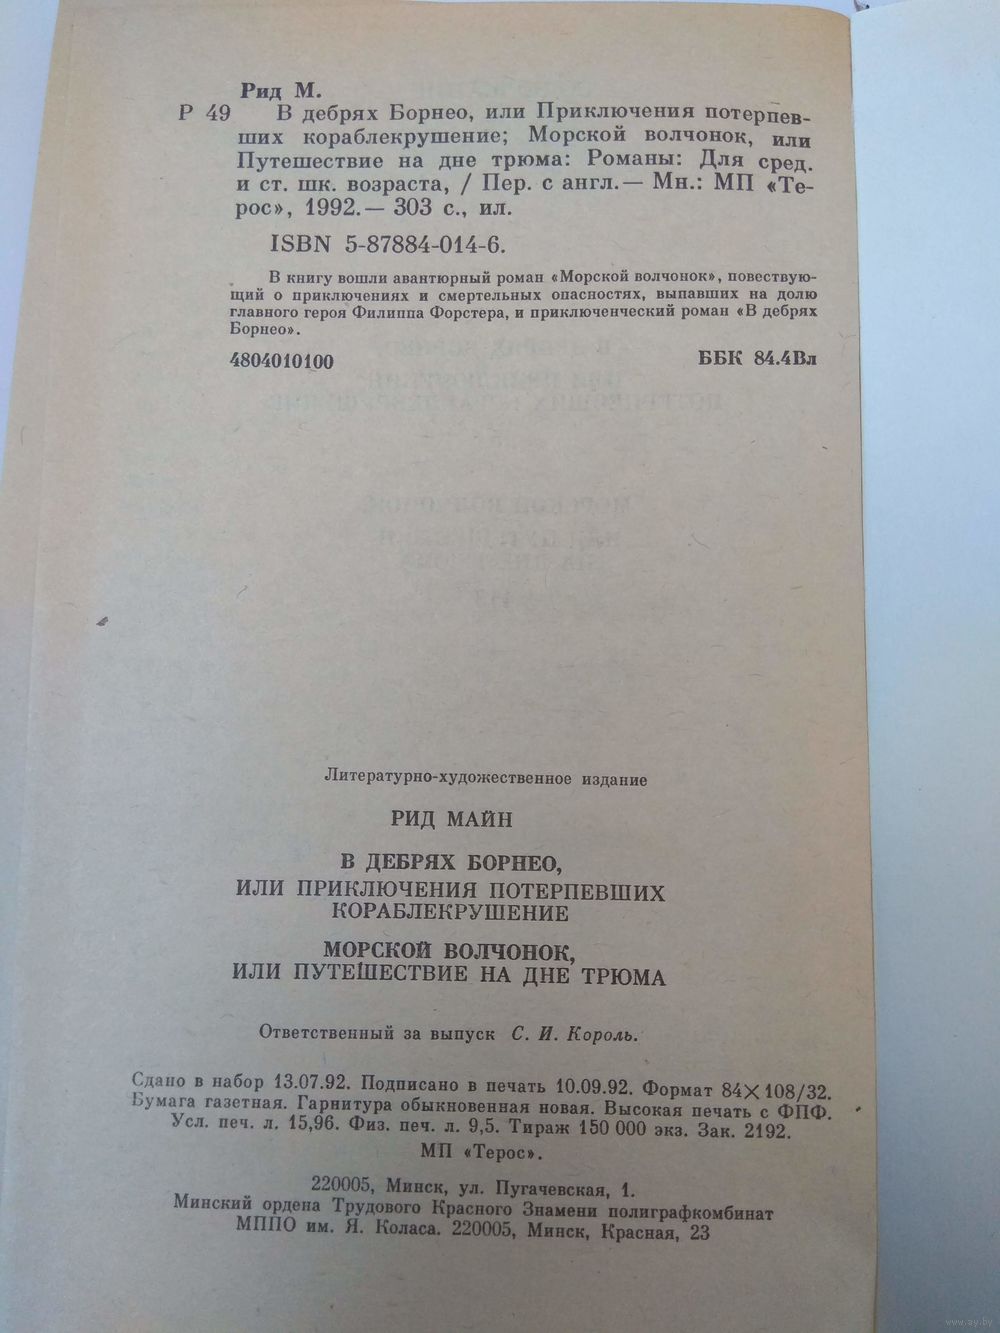 Рид М.
Р 49 В дебрях Борнео, или Приключения потерпев-
ших кораблекрушение; Морской волчонок, или
Путешествие на дне трюма: Романы: Для сред.
и ст. шк. возраста, / Пер. с англ.— Мн.: МП «Те-
рос», 1992.— 303 с., ил.
ISBN 5-87884-014-6.
В книгу вошли авантюрный роман «Морской волчонок», повествую-
щий о приключениях и смертельных опасностях, выпавших на долю
главного героя Филиппа Форстера, и приключенческий роман «В дебрях
Борнео».
4804010100 ББК 84.4Вл
Литературно-художественное издание
РИД МАЙН
В ДЕБРЯХ БОРНЕО,
ИЛИ ПРИКЛЮЧЕНИЯ ПОТЕРПЕВШИХ
КОРАБЛЕКРУШЕНИЕ
МОРСКОЙ ВОЛЧОНОК,
ИЛИ ПУТЕШЕСТВИЕ НА ДНЕ ТРЮМА
Ответственный за выпуск С. И. Король.
Сдано в набор 13.07.92. Подписано в печать 10.09.92. Формат 84×108/32.
Бумага газетная. Гарнитура обыкновенная новая. Высокая печать с ФПФ.
Усл. печ. л. 15,96. Физ. печ. л. 9,5. Тираж 150 000 экз. Зак. 2192.
МП «Терос».
220005, Минск, ул. Пугачевская, 1.
Минский ордена Трудового Красного Знамени полиграфкомбинат
МППО им. Я. Коласа. 220005, Минск, Красная, 23
www.ay.by